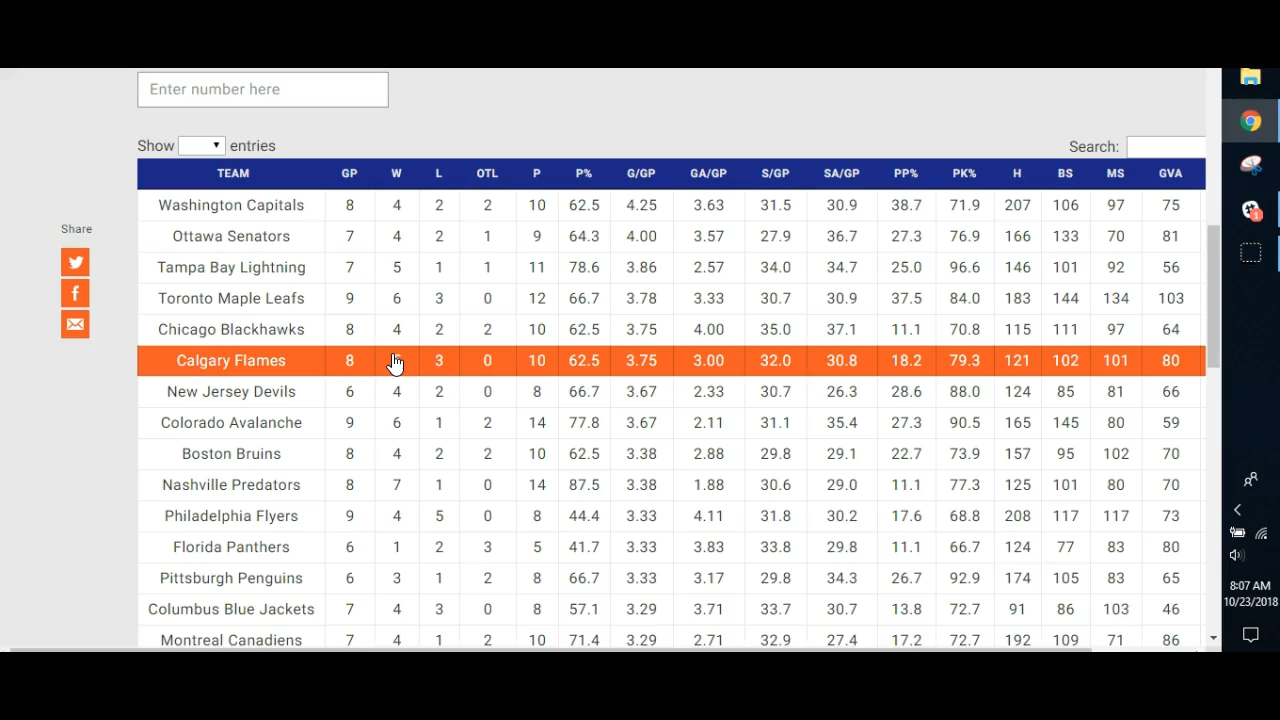 Enter number here
Show entries Search:
TEAM GP W L OTL P P% G/GP GA/GP S/GP SA/GP PP% PK% H BS MS GVA
Washington Capitals 8 4 2 2 10 62.5 4.25 3.63 31.5 30.9 38.7 71.9 207 106 97 75
Ottawa Senators 7 4 2 1 9 64.3 4.00 3.57 27.9 36.7 27.3 76.9 166 133 70 81
Share
Tampa Bay Lightning 7 5 1 1 11 78.6 3.86 2.57 34.0 34.7 25.0 96.6 146 101 92 56
Toronto Maple Leafs 9 6 3 0 12 66.7 3.78 3.33 30.7 30.9 37.5 84.0 183 144 134 103
Chicago Blackhawks 8 4 2 2 10 62.5 3.75 4.00 35.0 37.1 11.1 70.8 115 111 97 64
Calgary Flames 8 3 0 10 62.5 3.75 3.00 32.0 30.8 18.2 79.3 121 102 101 80
New Jersey Devils 6 4 2 0 8 66.7 3.67 2.33 30.7 26.3 28.6 88.0 124 85 81 66
Colorado Avalanche 9 6 1 2 14 77.8 3.67 2.11 31.1 35.4 27.3 90.5 165 145 80 59
Boston Bruins 8 4 2 2 10 62.5 3.38 2.88 29.8 29.1 22.7 73.9 157 95 102 70
Nashville Predators 8 7 1 0 14 87.5 3.38 1.88 30.6 29.0 11.1 77.3 125 101 80 70
Philadelphia Flyers 9 4 5 0 8 44.4 3.33 4.11 31.8 30.2 17.6 68.8 208 117 117 73
Florida Panthers 6 1 2 3 5 41.7 3.33 3.83 33.8 29.8 11.1 66.7 124 77 83 80
Pittsburgh Penguins 6 3 1 2 8 66.7 3.33 3.17 29.8 34.3 26.7 92.9 174 105 83 65
Columbus Blue Jackets 7 4 3 0 8 57.1 3.29 3.71 33.7 30.7 13.8 72.7 91 86 103 46
Montreal Canadiens 7 4 1 2 10 71.4 3.29 2.71 32.9 27.4 17.2 72.7 192 109 71 86
1
8:07 AM
10/23/2018